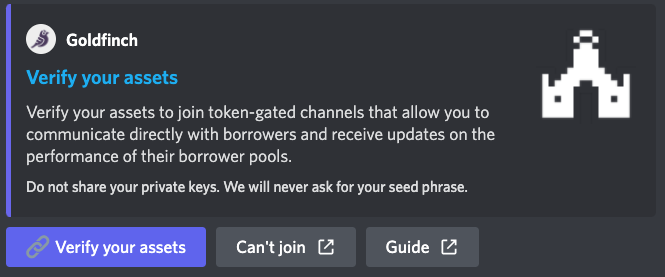 Goldfinch
Verify your assets
Verify your assets to join token-gated channels that allow you to
communicate directly with borrowers and receive updates on the
performance of their borrower pools.
Do not share your private keys. We will never ask for your seed phrase.
Verify your assets
Can't join
Guide